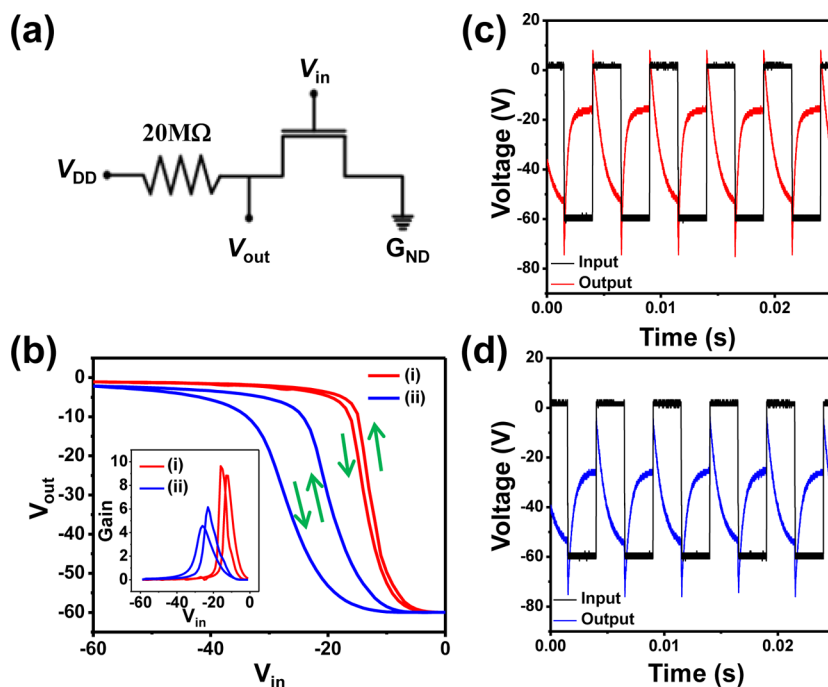 (a)
V_in
20MΩ
V_DD
V_out
G_ND
(b)
0
-10
-20
-30
-40
-50
-60
V_out
-60
-40
-20
0
V_in
(i)
(ii)
10
8
6
4
2
0
Gain
(i)
(ii)
-60
-40
-20
0
V_in
(c)
20
0
-20
-40
-60
-80
Voltage (V)
Input
Output
0.00
0.01
0.02
Time (s)
(d)
20
0
-20
-40
-60
-80
Voltage (V)
Input
Output
0.00
0.01
0.02
Time (s)